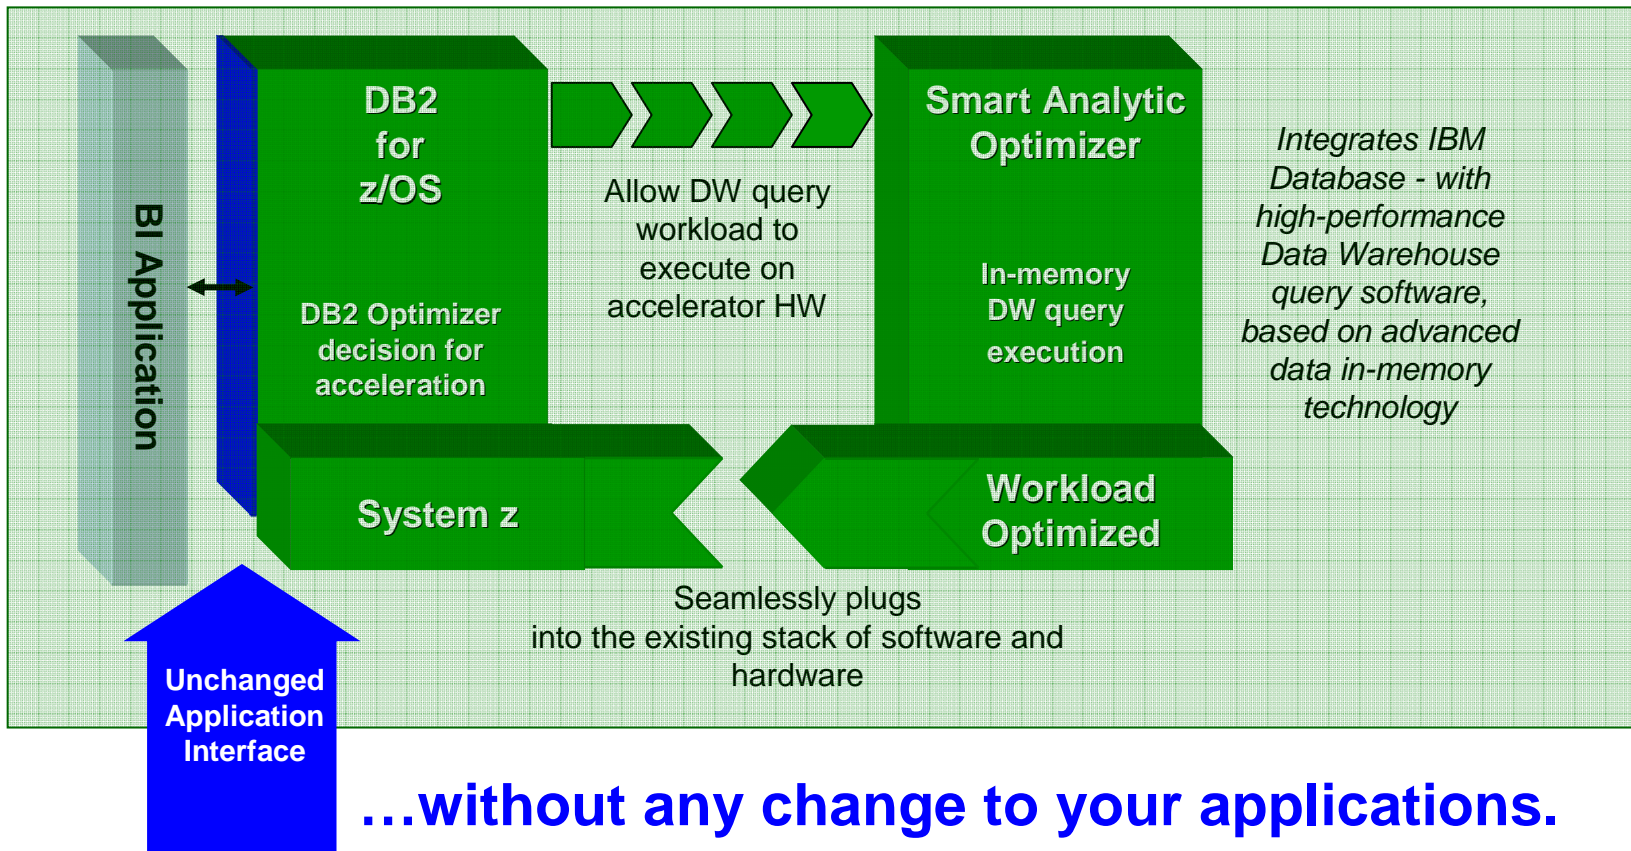 BI Application
DB2
for
z/OS
DB2 Optimizer
decision for
acceleration
Allow DW query
workload to
execute on
accelerator HW
Smart Analytic
Optimizer
In-memory
DW query
execution
Integrates IBM
Database - with
high-performance
Data Warehouse
query software,
based on advanced
data in-memory
technology
System z
Workload
Optimized
Seamlessly plugs
into the existing stack of software and
hardware
Unchanged
Application
Interface
…without any change to your applications.